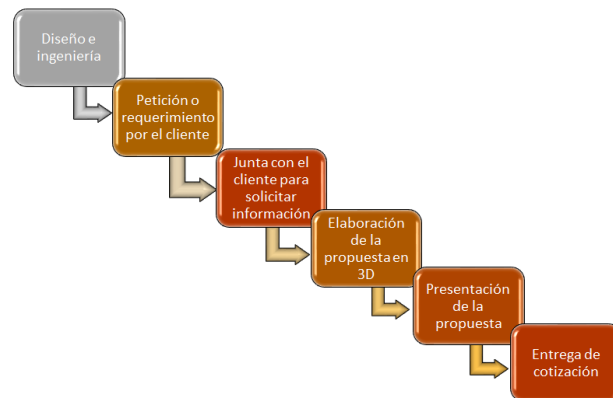 Diseño e
ingeniería
Petición o
requerimiento
por el cliente
Junta con el
cliente para
solicitar
información
Elaboración
de la
propuesta en
3D
Presentación
de la
propuesta
Entrega de
cotización